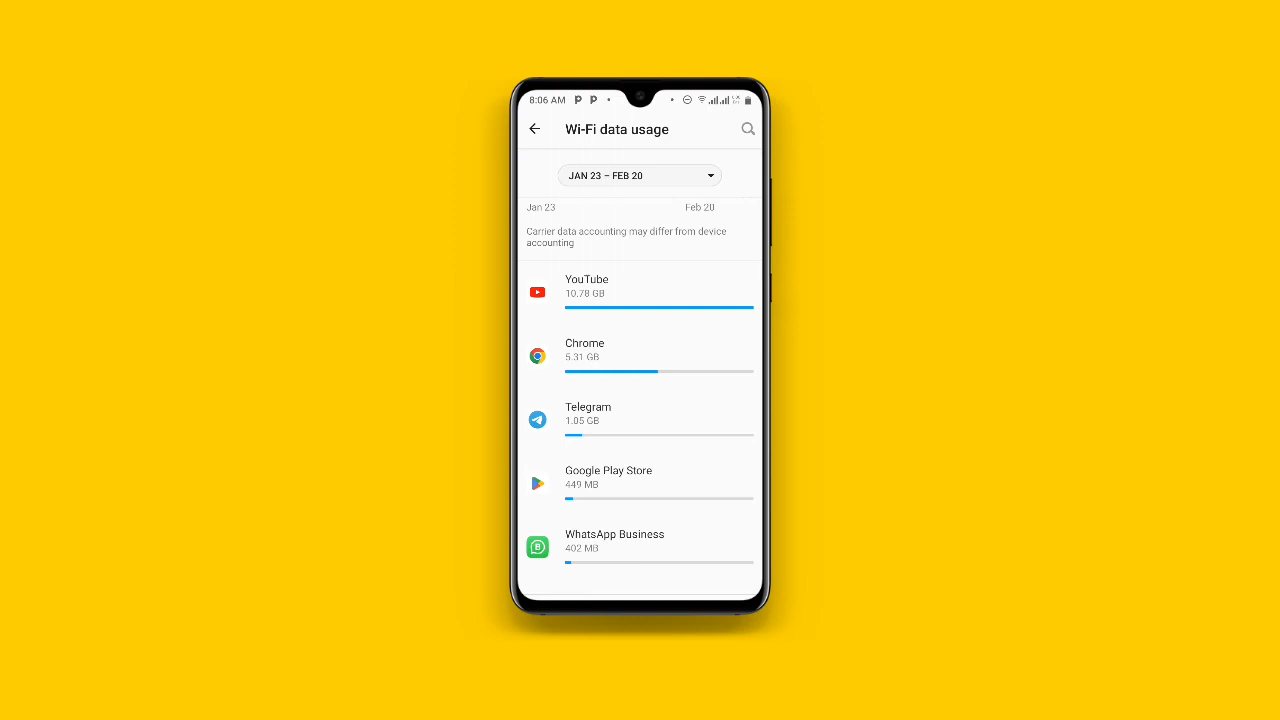 8:06 AM
Wi-Fi data usage
JAN 23 – FEB 20
Jan 23 Feb 20
Carrier data accounting may differ from device
accounting
YouTube
10.78 GB
Chrome
5.31 GB
Telegram
1.05 GB
Google Play Store
449 MB
WhatsApp Business
402 MB